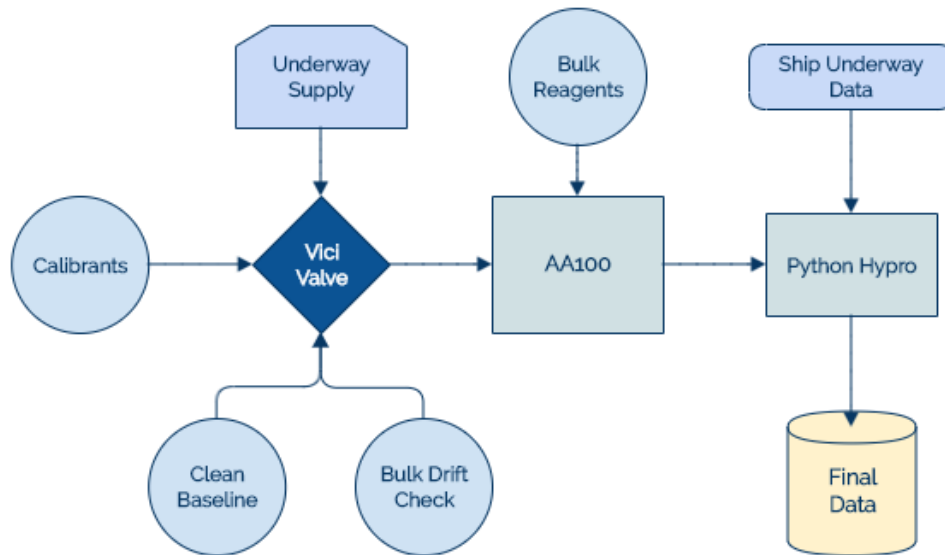 Underway
Supply
Bulk
Reagents
Ship Underway
Data
Calibrants
Vici
Valve
AA100
Python Hypro
Clean
Baseline
Bulk Drift
Check
Final
Data